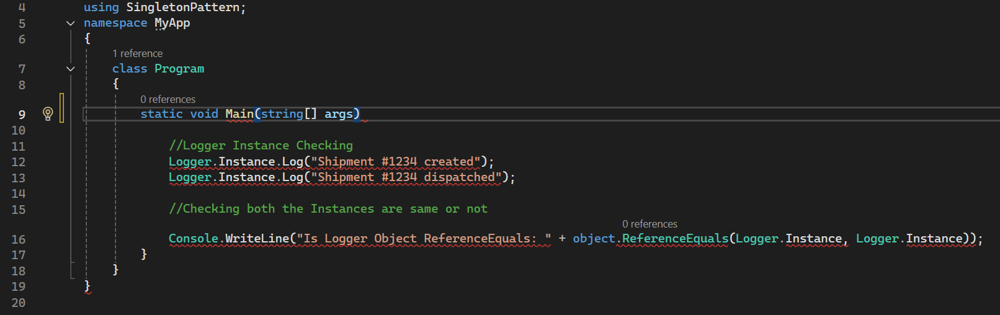 4 using SingletonPattern;
5 namespace MyApp
6 {
1 reference
7 class Program
8 {
0 references
9 static void Main(string[] args)
10
11 //Logger Instance Checking
12 Logger.Instance.Log("Shipment #1234 created");
13 Logger.Instance.Log("Shipment #1234 dispatched");
14
15 //Checking both the Instances are same or not
0 references
16 Console.WriteLine("Is Logger Object ReferenceEquals: " + object.ReferenceEquals(Logger.Instance, Logger.Instance));
17 }
18 }
19 }
20